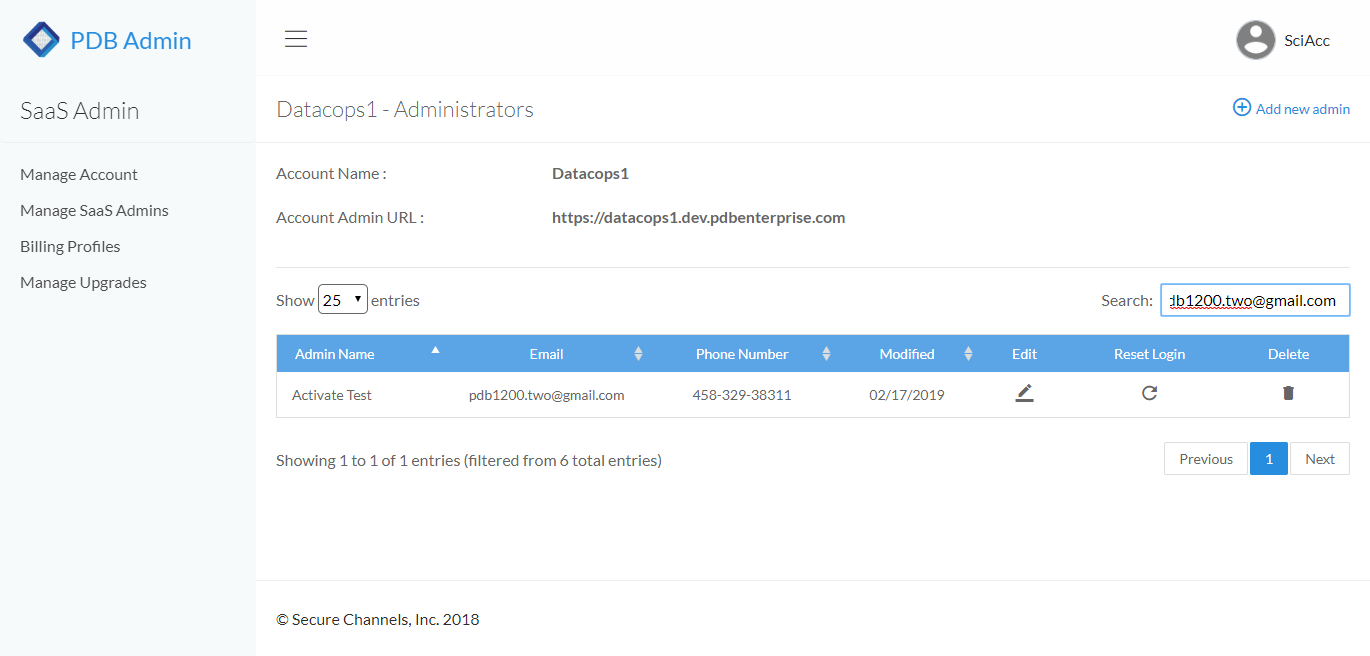 PDB Admin
SciAcc
SaaS Admin
Manage Account
Manage SaaS Admins
Billing Profiles
Manage Upgrades
Datacops1 - Administrators
Add new admin
Account Name : Datacops1
Account Admin URL : https://datacops1.dev.pdbenterprise.com
Show 25 entries Search: db1200.two@gmail.com
Admin Name Email Phone Number Modified Edit Reset Login Delete
Activate Test pdb1200.two@gmail.com 458-329-38311 02/17/2019
Showing 1 to 1 of 1 entries (filtered from 6 total entries) Previous 1 Next
© Secure Channels, Inc. 2018